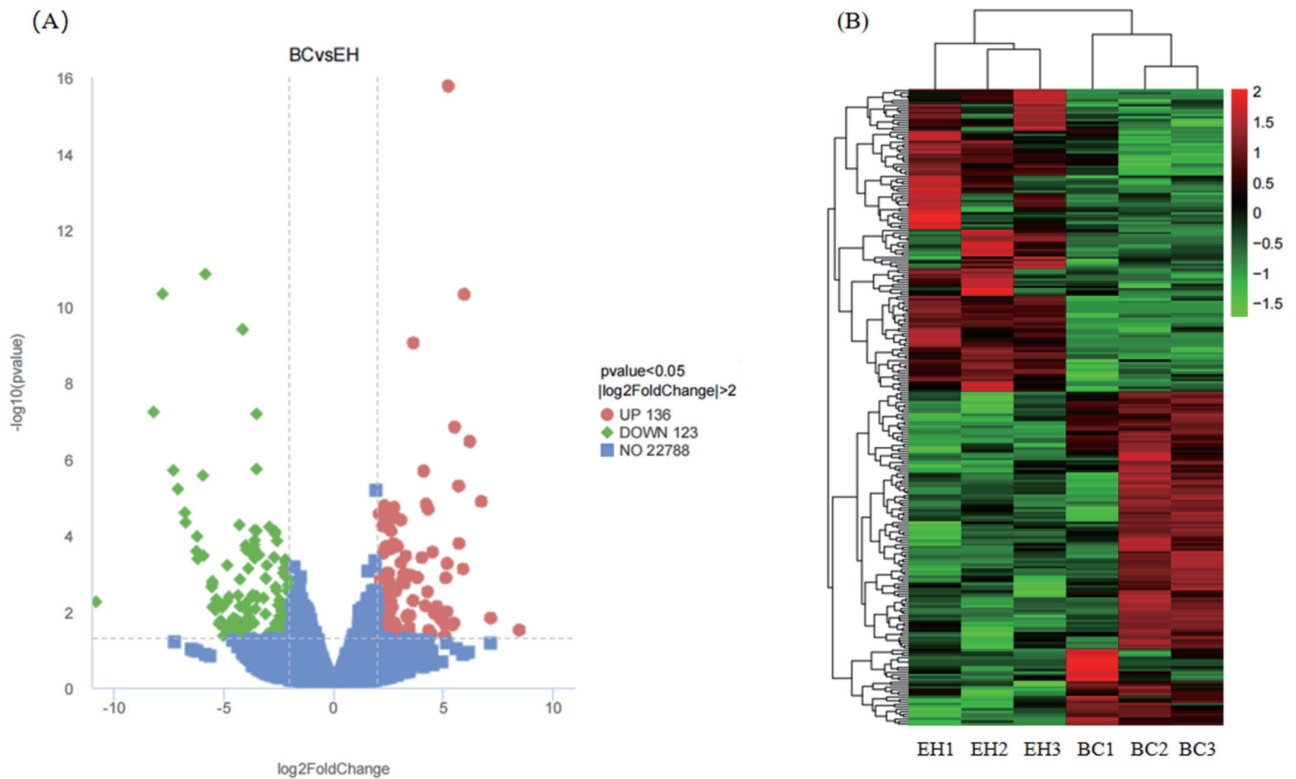 (A)
BCvsEH
16
14
12
10
8
6
4
2
0
-10
-5
0
5
10
-log10(pvalue)
log2FoldChange
pvalue<0.05
|log2FoldChange|>2
UP 136
DOWN 123
NO 22788
(B)
2
1.5
1
0.5
0
−0.5
−1
−1.5
EH1 EH2 EH3 BC1 BC2 BC3